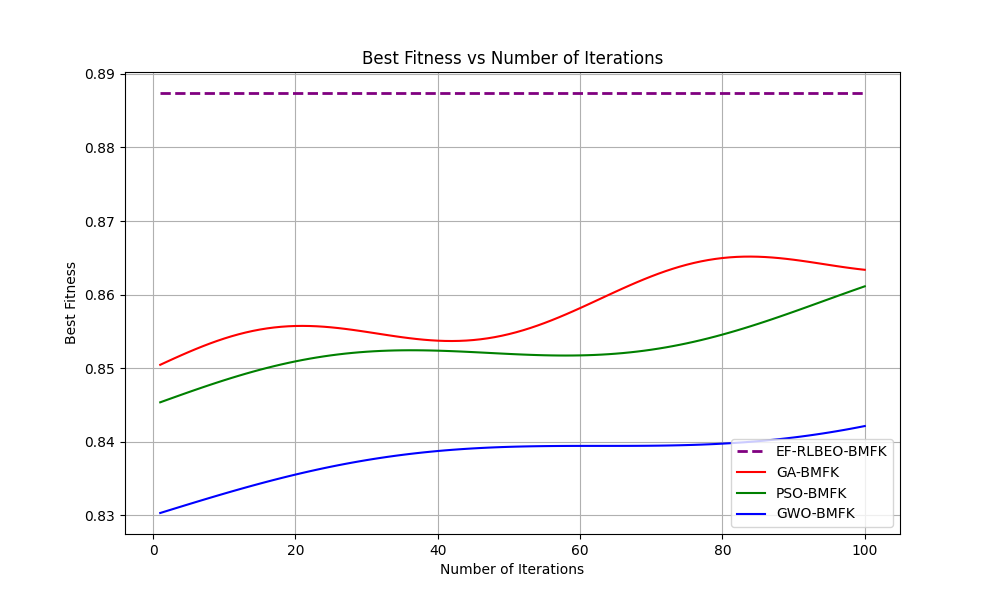 Best Fitness vs Number of Iterations
Best Fitness
0.89
0.88
0.87
0.86
0.85
0.84
0.83
0 20 40 60 80 100
Number of Iterations
EF-RLBEO-BMFK
GA-BMFK
PSO-BMFK
GWO-BMFK